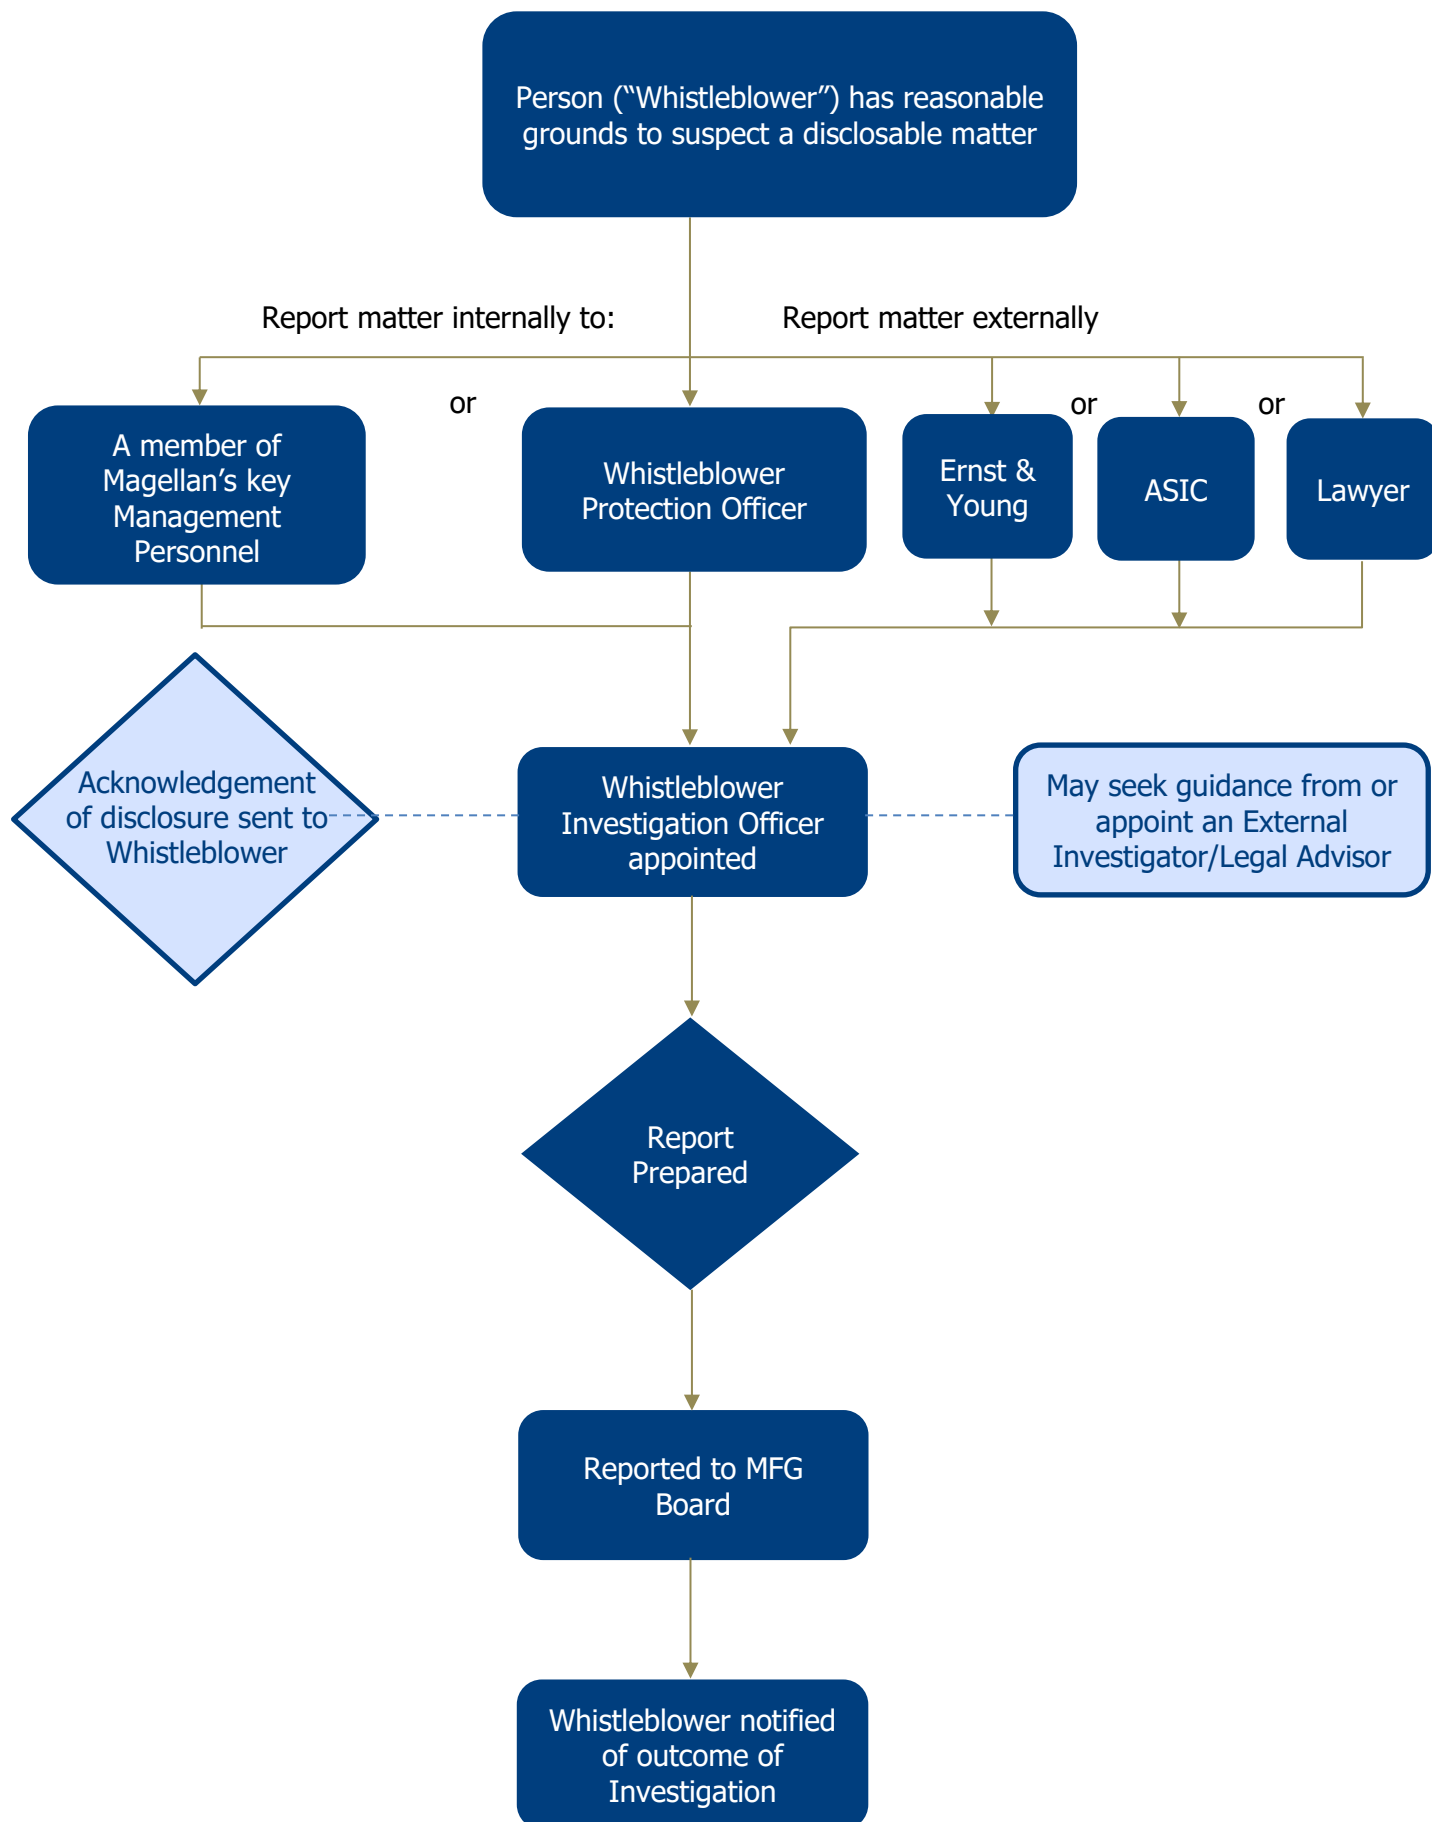 Person (“Whistleblower”) has reasonable
grounds to suspect a disclosable matter
Report matter internally to:
Report matter externally
or
or
or
A member of
Magellan’s key
Management
Personnel
Whistleblower
Protection Officer
Ernst &
Young
ASIC
Lawyer
Acknowledgement
of disclosure sent to
Whistleblower
Whistleblower
Investigation Officer
appointed
May seek guidance from or
appoint an External
Investigator/Legal Advisor
Report
Prepared
Reported to MFG
Board
Whistleblower notified
of outcome of
Investigation